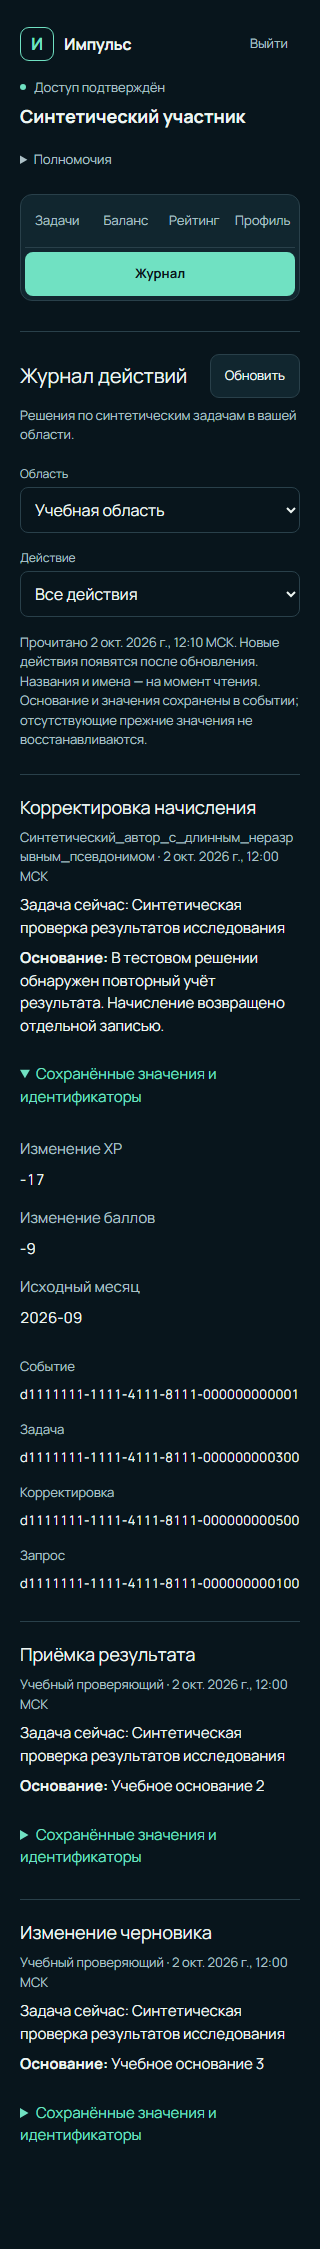 И Импульс Выйти
Доступ подтверждён
Синтетический участник
Полномочия
Задачи Баланс Рейтинг Профиль
Журнал
Журнал действий Обновить
Решения по синтетическим задачам в вашей
области.
Область
Учебная область
Действие
Все действия
Прочитано 2 окт. 2026 г., 12:10 МСК. Новые
действия появятся после обновления.
Названия и имена — на момент чтения.
Основание и значения сохранены в событии;
отсутствующие прежние значения не
восстанавливаются.
Корректировка начисления
Синтетический_автор_с_длинным_неразр
ывным_псевдонимом · 2 окт. 2026 г., 12:00
МСК
Задача сейчас: Синтетическая
проверка результатов исследования
Основание: В тестовом решении
обнаружен повторный учёт
результата. Начисление возвращено
отдельной записью.
Сохранённые значения и
идентификаторы
Изменение XP
-17
Изменение баллов
-9
Исходный месяц
2026-09
Событие
d1111111-1111-4111-8111-000000000001
Задача
d1111111-1111-4111-8111-000000000300
Корректировка
d1111111-1111-4111-8111-000000000500
Запрос
d1111111-1111-4111-8111-000000000100
Приёмка результата
Учебный проверяющий · 2 окт. 2026 г., 12:00
МСК
Задача сейчас: Синтетическая
проверка результатов исследования
Основание: Учебное основание 2
Сохранённые значения и
идентификаторы
Изменение черновика
Учебный проверяющий · 2 окт. 2026 г., 12:00
МСК
Задача сейчас: Синтетическая
проверка результатов исследования
Основание: Учебное основание 3
Сохранённые значения и
идентификаторы